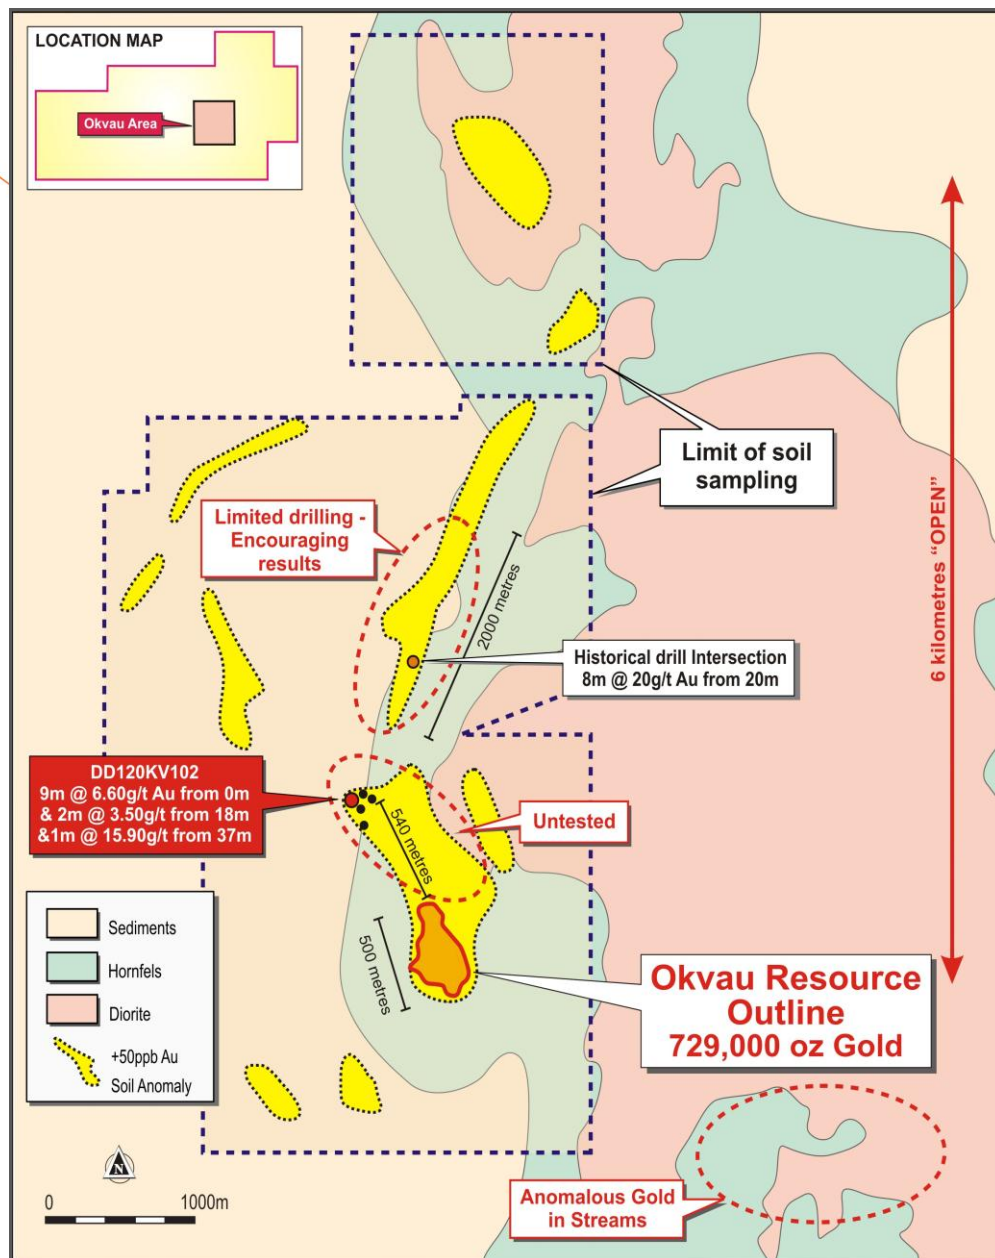 LOCATION MAP
Okvau Area
Limit of soil
sampling
Limited drilling -
Encouraging
results
2000 metres
6 kilometres "OPEN"
Historical drill Intersection
8m @ 20g/t Au from 20m
DD120KV102
9m @ 6.60g/t Au from 0m
& 2m @ 3.50g/t from 18m
&1m @ 15.90g/t from 37m
540 metres
Untested
500 metres
Sediments
Hornfels
Diorite
+50ppb Au
Soil Anomaly
Okvau Resource
Outline
729,000 oz Gold
N
0 1000m
Anomalous Gold
in Streams